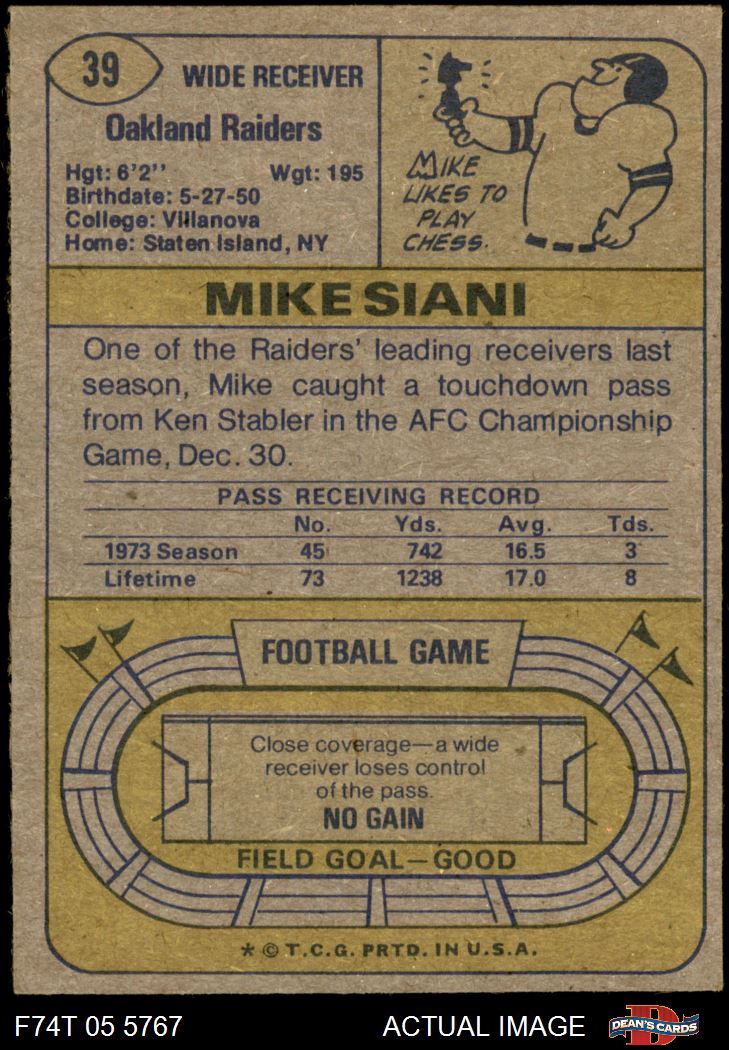 39
WIDE RECEIVER
Oakland Raiders
Hgt: 6'2'' Wgt: 195
Birthdate: 5-27-50
College: Villanova
Home: Staten Island, NY
MIKE
LIKES TO
PLAY
CHESS.
MIKE SIANI
One of the Raiders' leading receivers last
season, Mike caught a touchdown pass
from Ken Stabler in the AFC Championship
Game, Dec. 30.
PASS RECEIVING RECORD
No. Yds. Avg. Tds.
1973 Season 45 742 16.5 3
Lifetime 73 1238 17.0 8
FOOTBALL GAME
Close coverage—a wide
receiver loses control
of the pass.
NO GAIN
FIELD GOAL—GOOD
* © T.C.G. PRTD. IN U.S.A.
F74T 05 5767 ACTUAL IMAGE DEAN'S CARDS